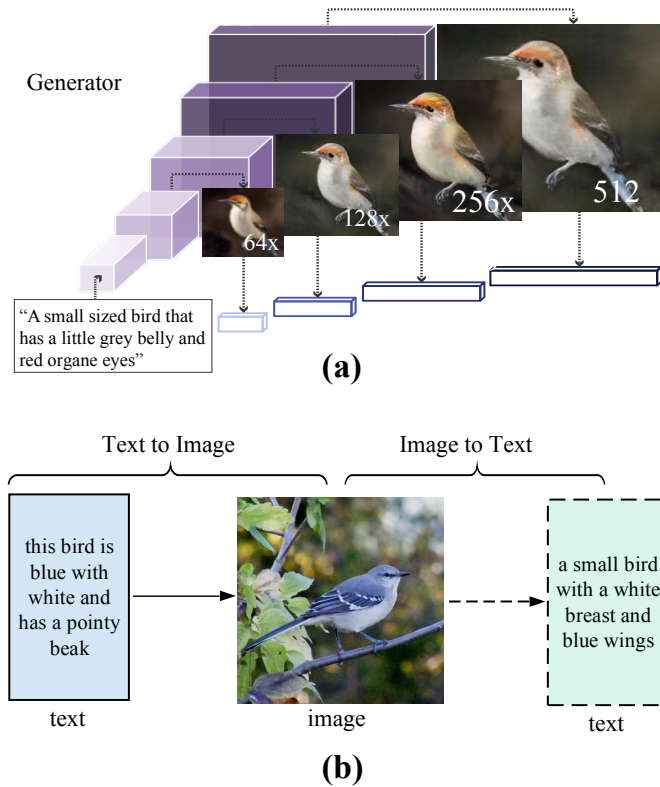 Generator
64x
128x
256x
512
“A small sized bird that
has a little grey belly and
red organe eyes”
(a)
Text to Image
Image to Text
this bird is
blue with
white and
has a pointy
beak
a small bird
with a white
breast and
blue wings
text
image
text
(b)